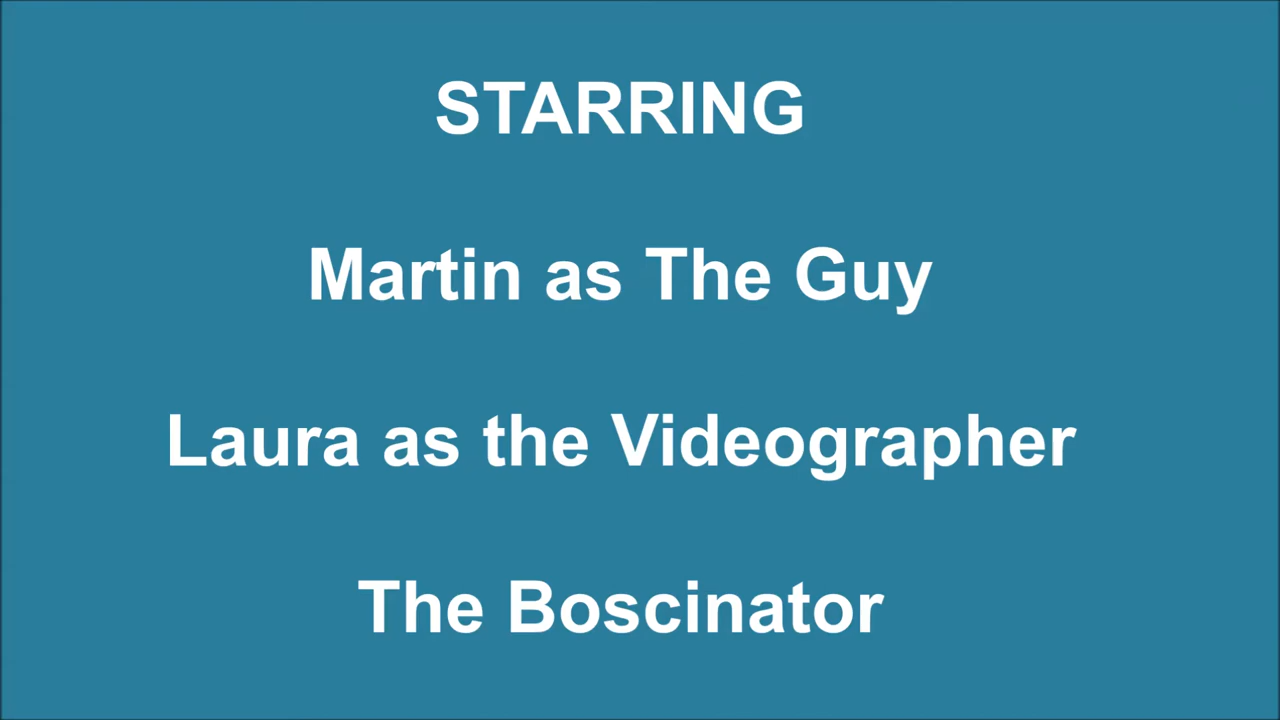 STARRING
Martin as The Guy
Laura as the Videographer
The Boscinator